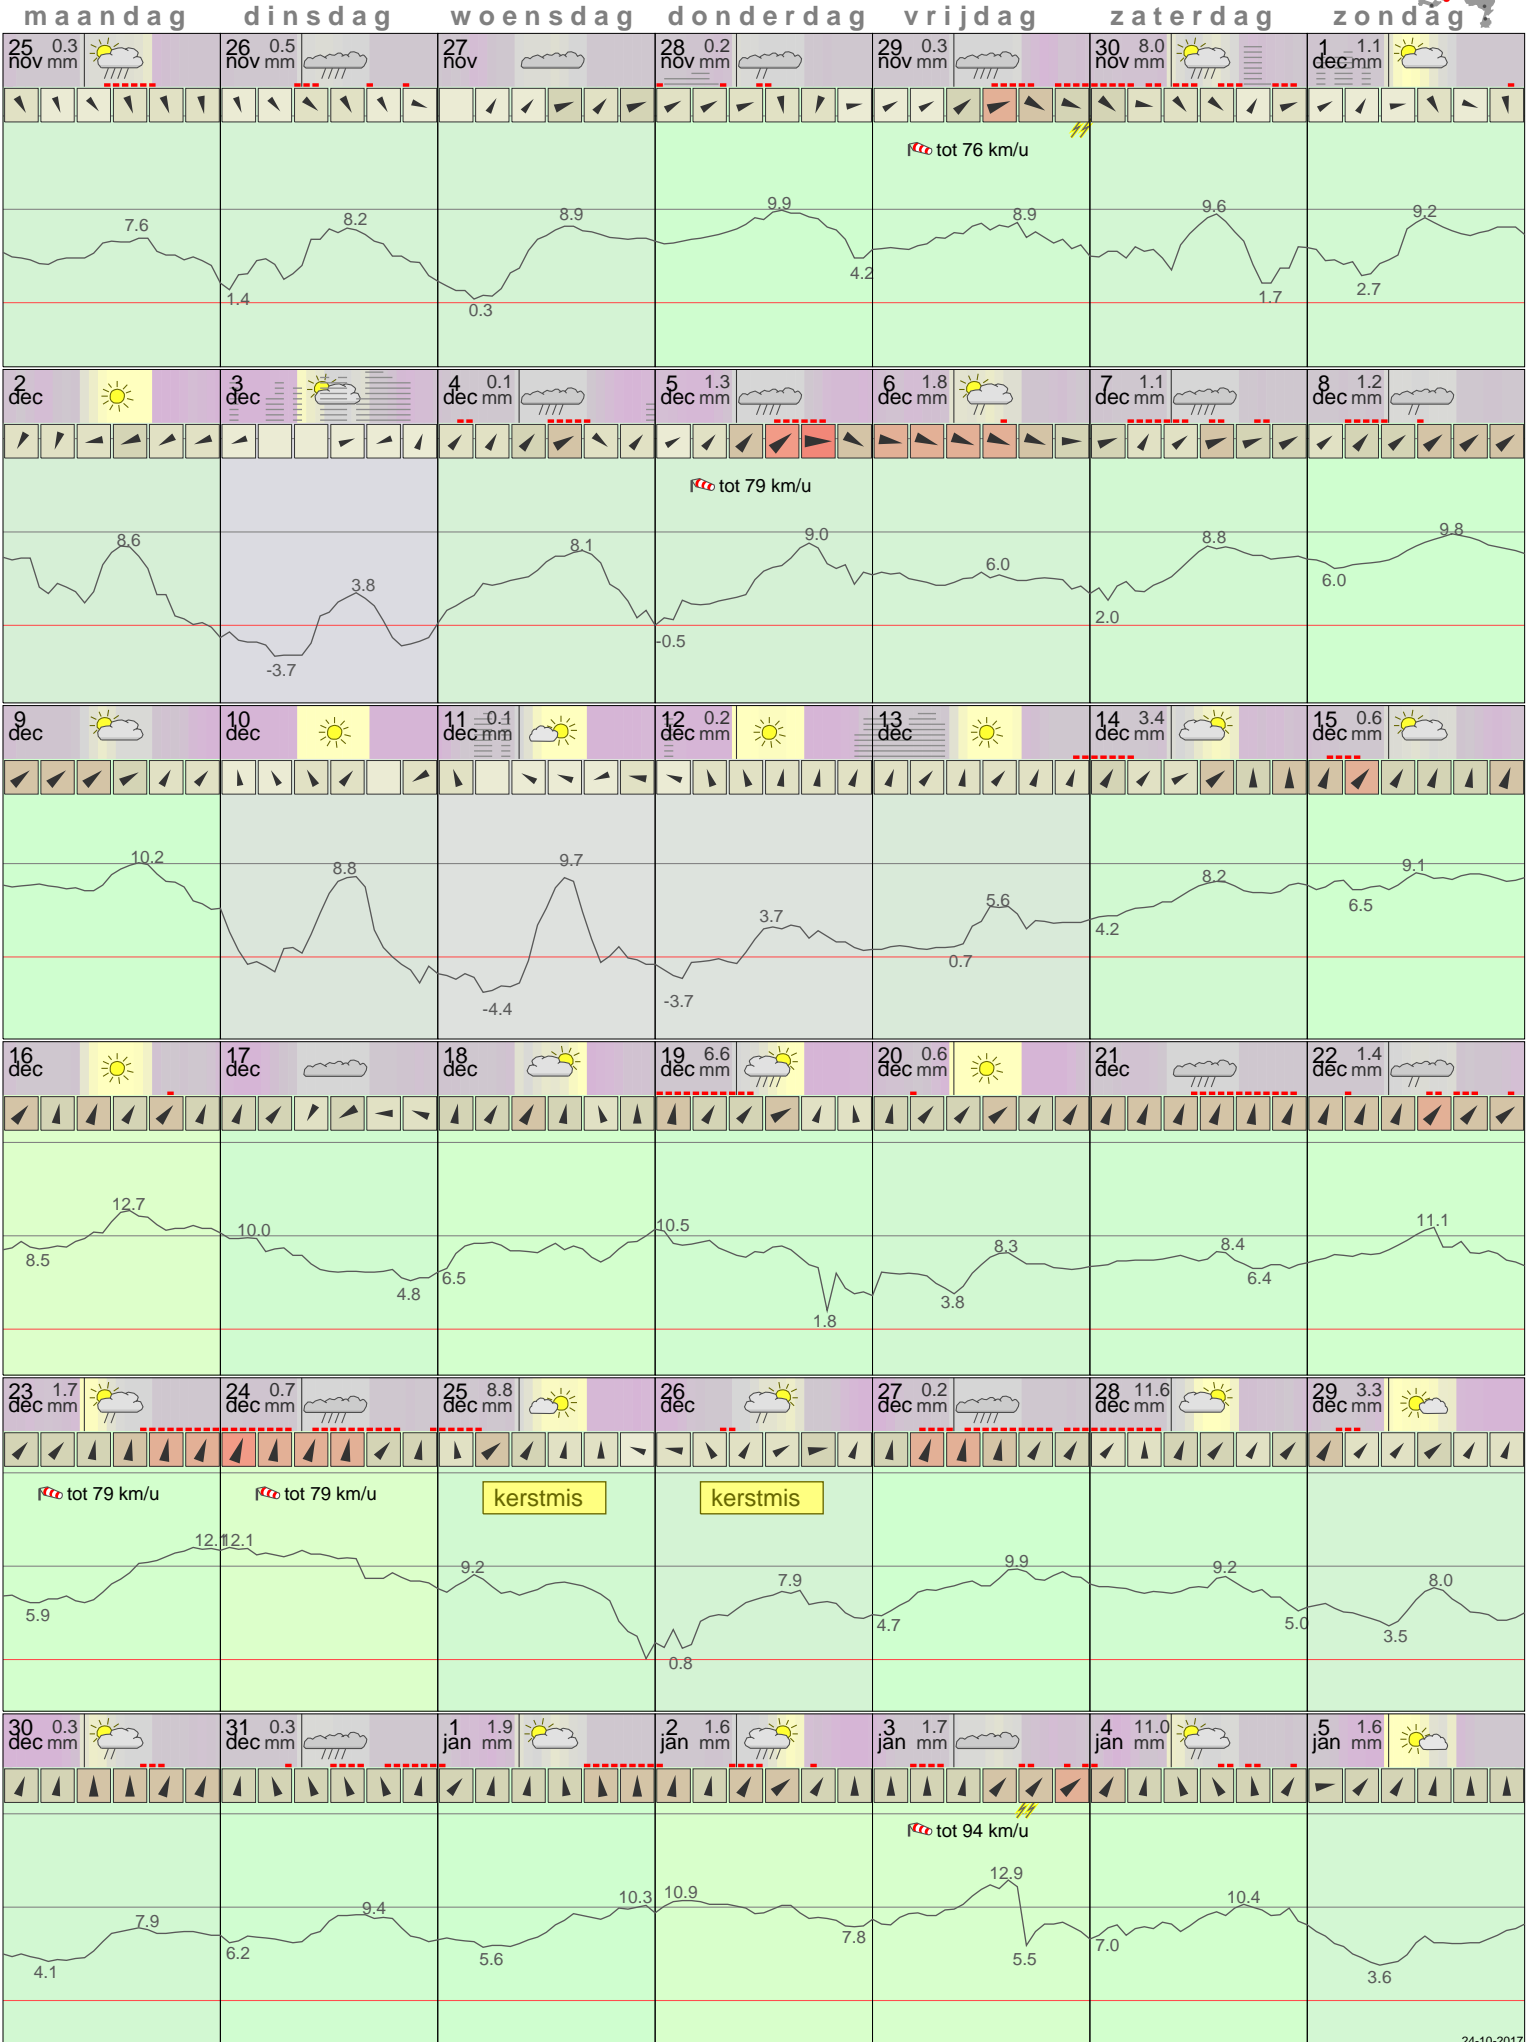 maandag dinsdag woensdag donderdag vrijdag zaterdag zondag
25 nov 0.3 mm
26 nov 0.5 mm
27 nov
28 nov 0.2 mm
29 nov 0.3 mm
30 nov 8.0 mm
1 dec 1.1 mm
tot 76 km/u
7.6
1.4 8.2
0.3 8.9
9.9 4.2
8.9
9.6 1.7
2.7 9.2
2 dec
3 dec
4 dec 0.1 mm
5 dec 1.3 mm
6 dec 1.8 mm
7 dec 1.1 mm
8 dec 1.2 mm
tot 79 km/u
8.6
-3.7 3.8
8.1
-0.5 9.0
6.0
2.0 8.8
6.0 9.8
9 dec
10 dec
11 dec 0.1 mm
12 dec 0.2 mm
13 dec
14 dec 3.4 mm
15 dec 0.6 mm
10.2
8.8
-4.4 9.7
-3.7 3.7
0.7 5.6
4.2 8.2
6.5 9.1
16 dec
17 dec
18 dec
19 dec 6.6 mm
20 dec 0.6 mm
21 dec
22 dec 1.4 mm
8.5 12.7
10.0 4.8
6.5
10.5 1.8
3.8 8.3
8.4 6.4
11.1
23 dec 1.7 mm
24 dec 0.7 mm
25 dec 8.8 mm
26 dec
27 dec 0.2 mm
28 dec 11.6 mm
29 dec 3.3 mm
tot 79 km/u
tot 79 km/u
kerstmis
kerstmis
5.9 12.1
12.1
9.2
0.8 7.9
4.7 9.9
9.2 5.0
3.5 8.0
30 dec 0.3 mm
31 dec 0.3 mm
1 jan 1.9 mm
2 jan 1.6 mm
3 jan 1.7 mm
4 jan 11.0 mm
5 jan 1.6 mm
tot 94 km/u
4.1 7.9
6.2 9.4
5.6 10.3
10.9 7.8
12.9 5.5
7.0 10.4
3.6
24-10-2017